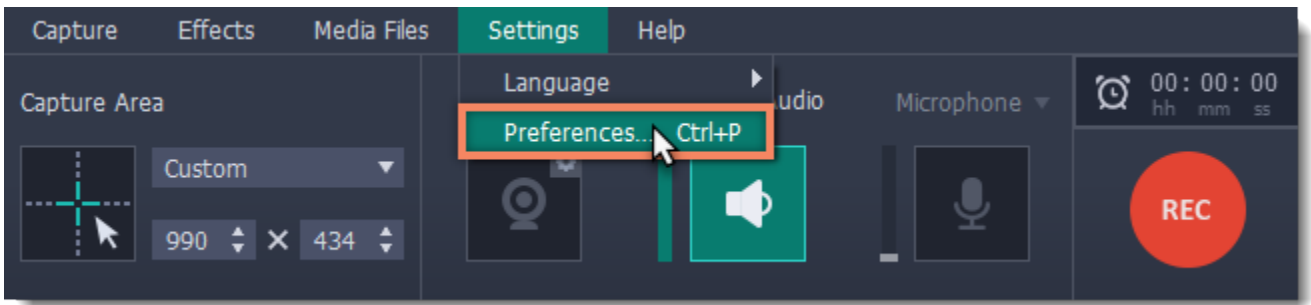 Capture Effects Media Files Settings Help
Language
Capture Area
Microphone
Preferences... Ctrl+P
00:00:00
hh mm ss
Custom
990 × 434
REC